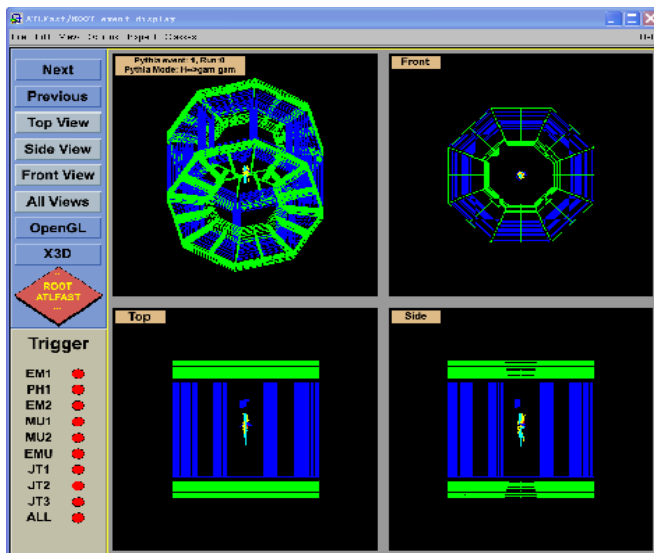 ATLFast/ROOT event display
View
Classes
Next
Previous
Top View
Side View
Front View
All Views
OpenGL
X3D
ROOT
ATLFAST
...
Trigger
EM1
PH1
EM2
MU1
MU2
EMU
JT1
JT2
JT3
ALL
Pythia event: 1, Run:0
Pythia Mode: H-->gam gam
Front
Top
Side